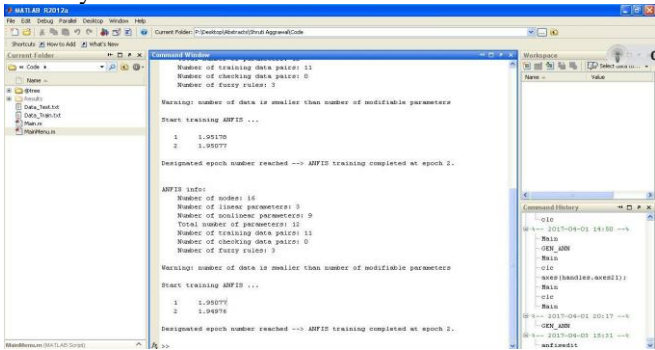 MATLAB R2012a
File Edit Debug Parallel Desktop Window Help
Current Folder: P:\Desktop\Abstracts\Shruti Aggrawal\Code
Shortcuts How to Add What's New
Current Folder
Code
Name
@tree
Results
Data_Test.txt
Data_Train.txt
Main.m
MainMenu.m
MainMenu.m (MATLAB Script)
Command Window
Number of training data pairs: 11
Number of checking data pairs: 0
Number of fuzzy rules: 3
Warning: number of data is smaller than number of modifiable parameters
Start training ANFIS ...
1 1.95178
2 1.95077
Designated epoch number reached --> ANFIS training completed at epoch 2.
ANFIS info:
Number of nodes: 16
Number of linear parameters: 3
Number of nonlinear parameters: 9
Total number of parameters: 12
Number of training data pairs: 11
Number of checking data pairs: 0
Number of fuzzy rules: 3
Warning: number of data is smaller than number of modifiable parameters
Start training ANFIS ...
1 1.95077
2 1.94976
Designated epoch number reached --> ANFIS training completed at epoch 2.
>>
Workspace
Select data to...
Name Value
Command History
clc
%-- 2017-04-01 14:50 --%
Main
GEN_ANN
Main
clc
axes(handles.axes21);
Main
clc
Main
%-- 2017-04-01 20:17 --%
GEN_ANN
%-- 2017-04-03 15:31 --%
anfisedit